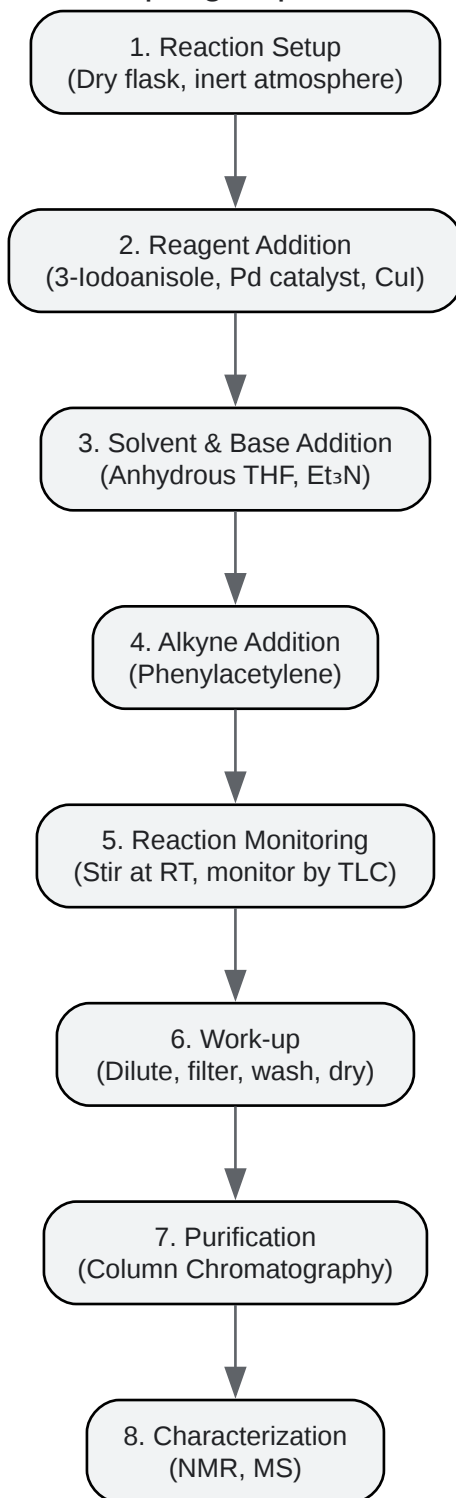 1. Reaction Setup
(Dry flask, inert atmosphere)
2. Reagent Addition
(3-Iodoanisole, Pd catalyst, CuI)
3. Solvent & Base Addition
(Anhydrous THF, Et₃N)
4. Alkyne Addition
(Phenylacetylene)
5. Reaction Monitoring
(Stir at RT, monitor by TLC)
6. Work-up
(Dilute, filter, wash, dry)
7. Purification
(Column Chromatography)
8. Characterization
(NMR, MS)